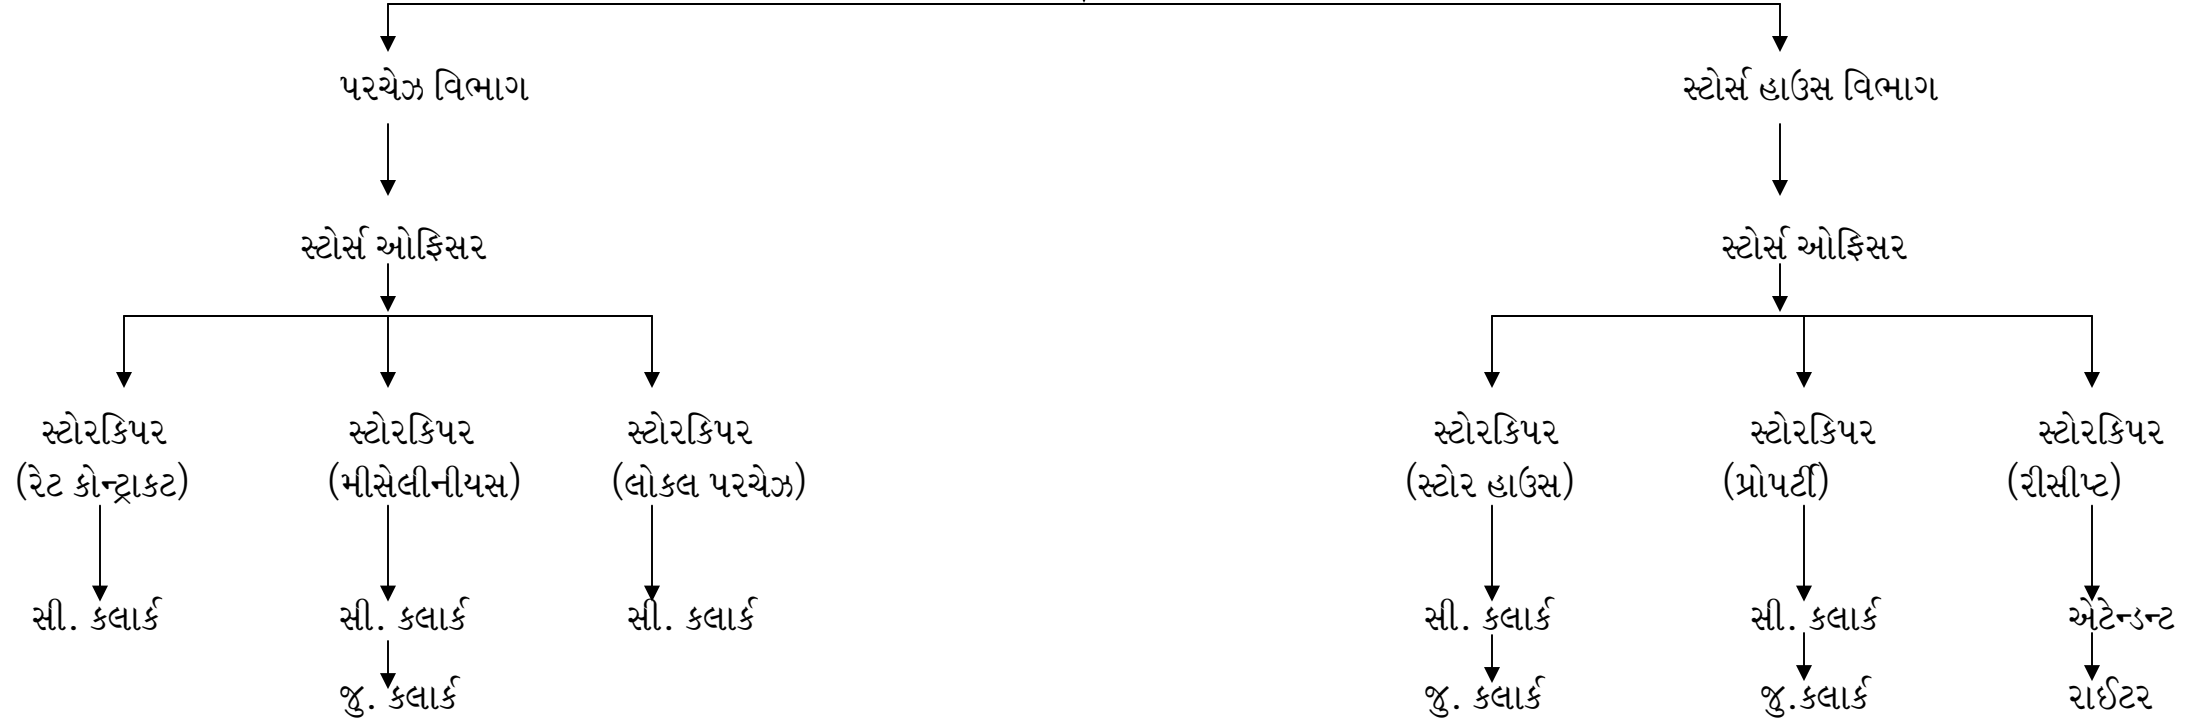 પરચેઝ વિભાગ
સ્ટોર્સ હાઉસ વિભાગ
સ્ટોર્સ ઓફિસર
સ્ટોર્સ ઓફિસર
સ્ટોરકિપર
(રેટ કોન્ટ્રાકટ)
સ્ટોરકિપર
(મીસેલીનીયસ)
સ્ટોરકિપર
(લોકલ પરચેઝ)
સ્ટોરકિપર
(સ્ટોર હાઉસ)
સ્ટોરકિપર
(પ્રોપર્ટી)
સ્ટોરકિપર
(રીસીપ્ટ)
સી. કલાર્ક
સી. કલાર્ક
સી. કલાર્ક
સી. કલાર્ક
સી. કલાર્ક
એટેન્ડન્ટ
જુ. કલાર્ક
જુ. કલાર્ક
જુ.કલાર્ક
રાઈટર